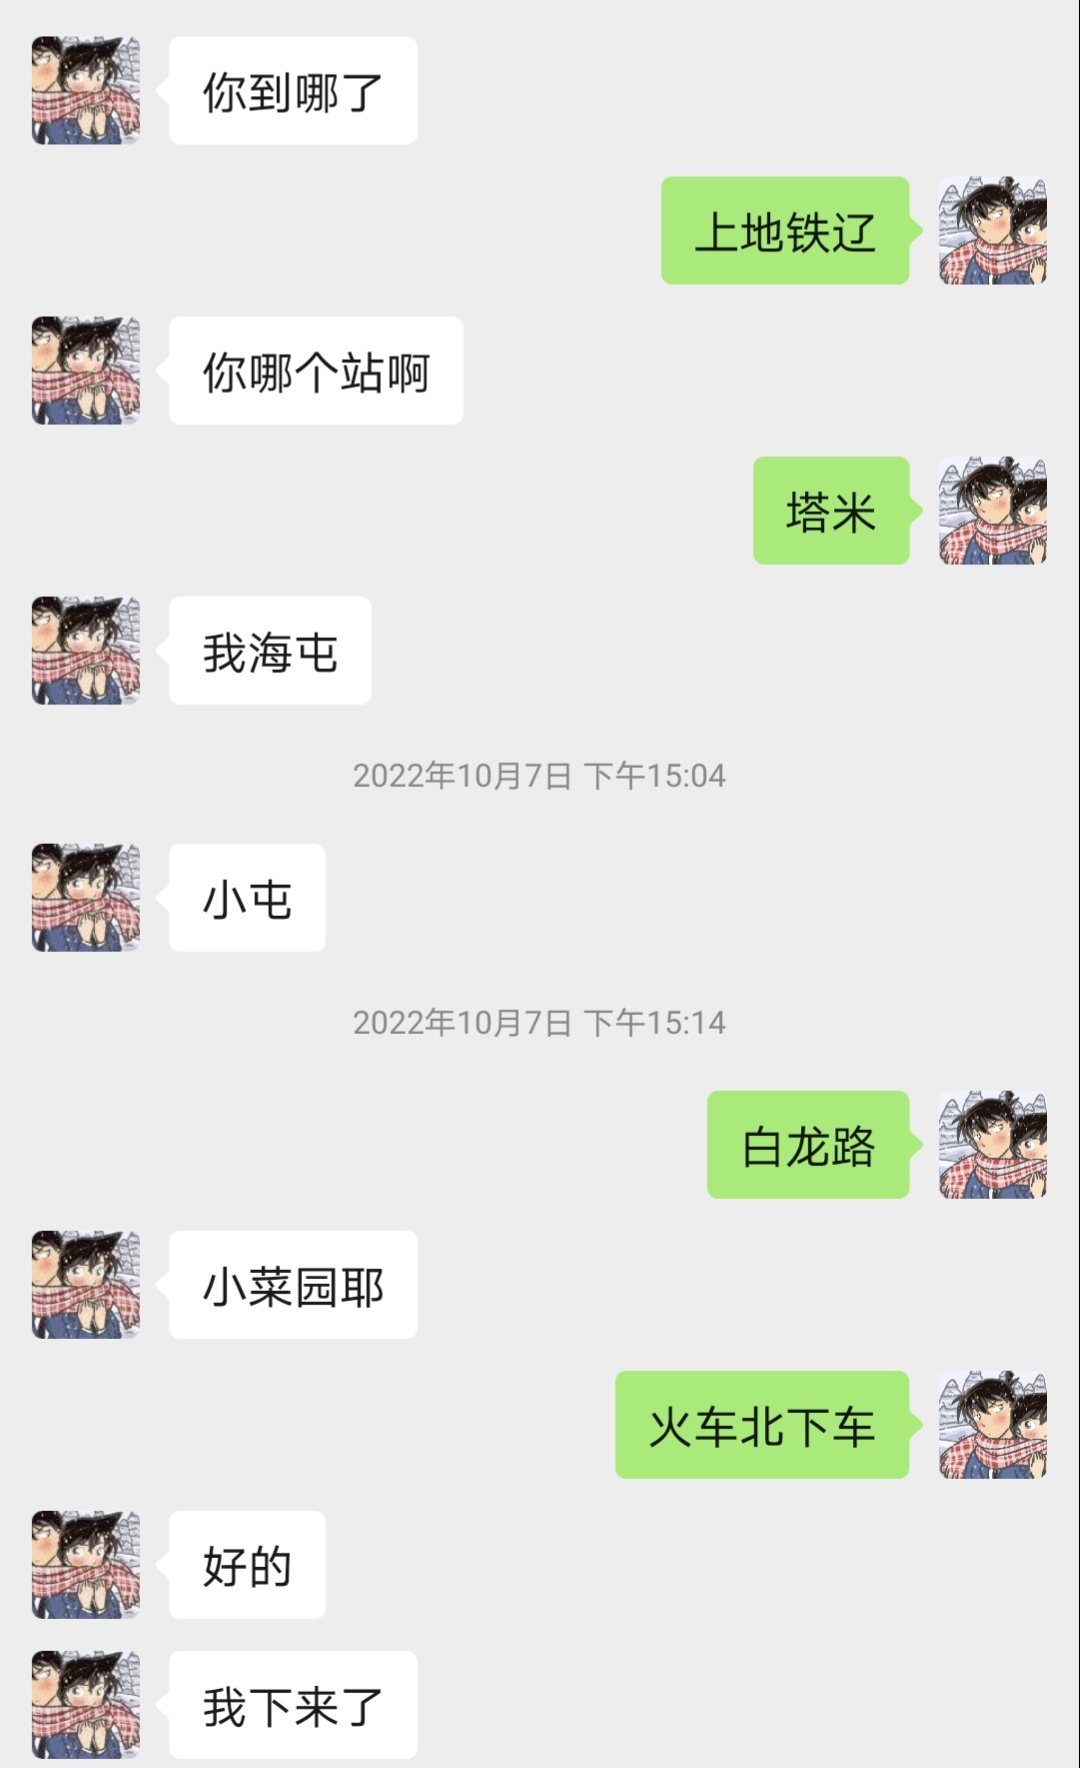 你到哪了
上地铁辽
你哪个站啊
塔米
我海屯
2022年10月7日 下午15:04
小屯
2022年10月7日 下午15:14
白龙路
小菜园耶
火车北下车
好的
我下来了